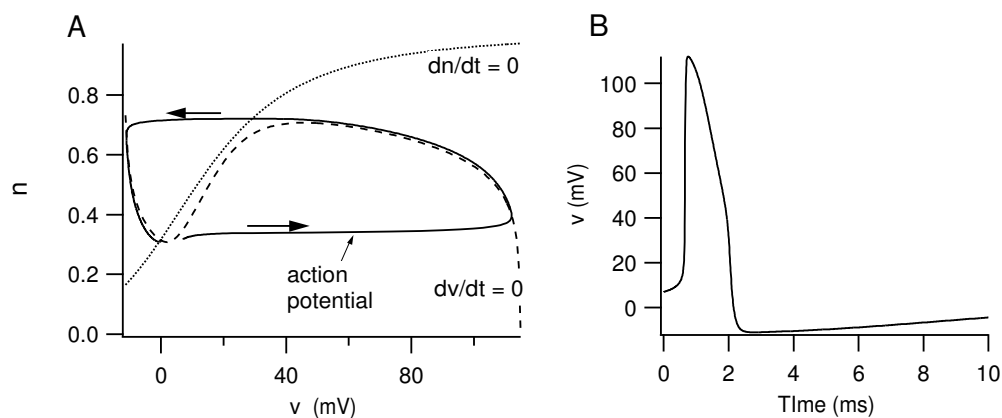 A
dn/dt = 0
0.8
0.6
0.4
0.2
0.0
n
action
potential
dv/dt = 0
0
40
80
v (mV)
B
100
80
60
40
20
0
v (mV)
0
2
4
6
8
10
TIme (ms)